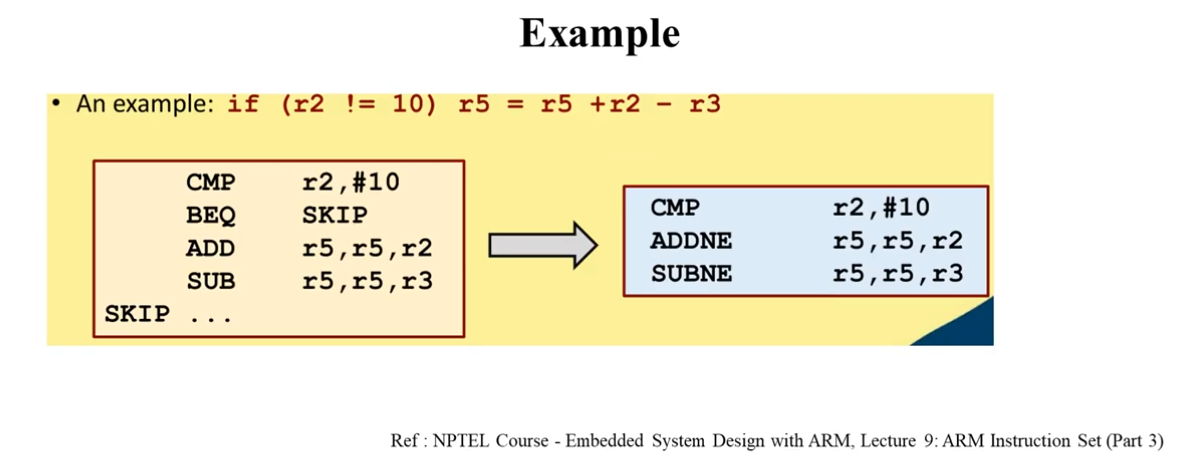 Example
• An example: if (r2 != 10) r5 = r5 +r2 - r3
CMP r2,#10
BEQ SKIP
ADD r5,r5,r2
SUB r5,r5,r3
SKIP ...
CMP r2,#10
ADDNE r5,r5,r2
SUBNE r5,r5,r3
Ref : NPTEL Course - Embedded System Design with ARM, Lecture 9: ARM Instruction Set (Part 3)